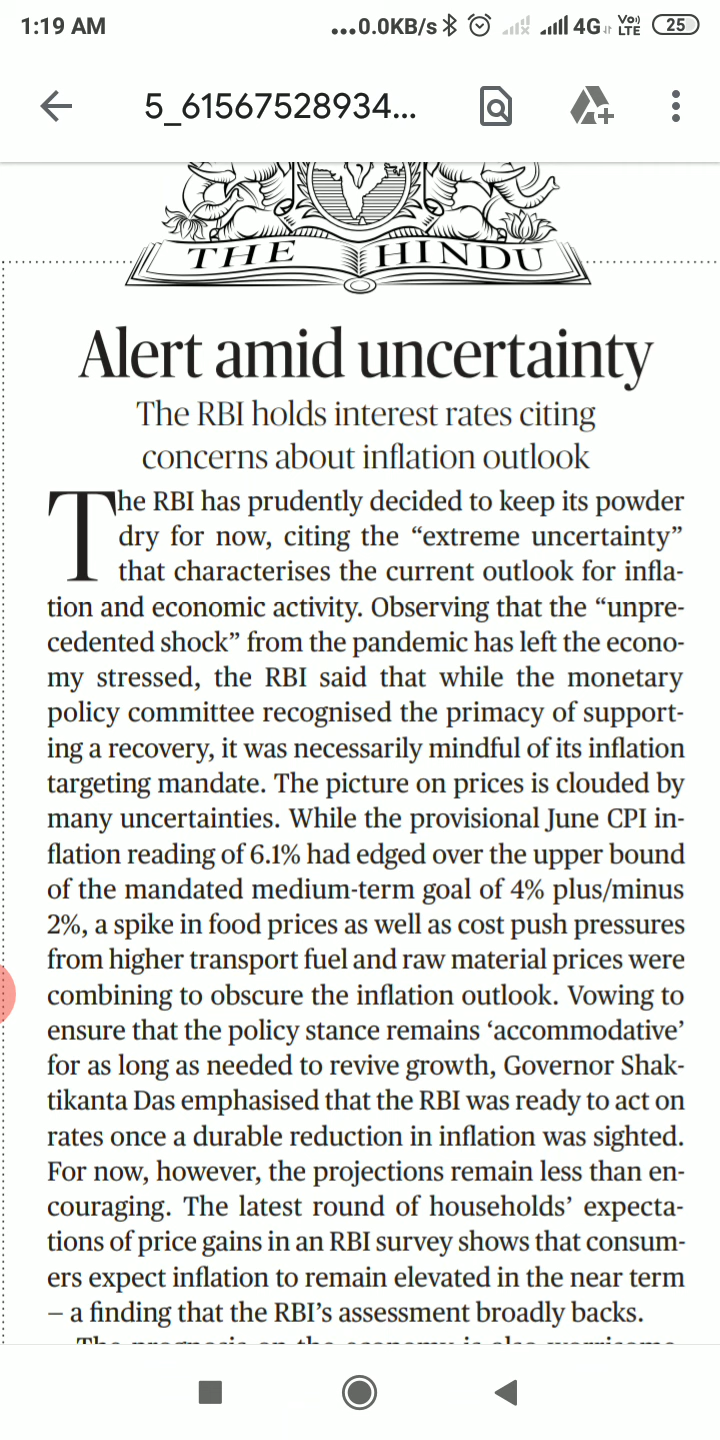 1:19 AM ...0.0KB/s 4G Vo) LTE 25
5_61567528934...
THE HINDU
Alert amid uncertainty
The RBI holds interest rates citing
concerns about inflation outlook
The RBI has prudently decided to keep its powder
dry for now, citing the “extreme uncertainty”
that characterises the current outlook for infla-
tion and economic activity. Observing that the “unpre-
cedented shock” from the pandemic has left the econo-
my stressed, the RBI said that while the monetary
policy committee recognised the primacy of support-
ing a recovery, it was necessarily mindful of its inflation
targeting mandate. The picture on prices is clouded by
many uncertainties. While the provisional June CPI in-
flation reading of 6.1% had edged over the upper bound
of the mandated medium-term goal of 4% plus/minus
2%, a spike in food prices as well as cost push pressures
from higher transport fuel and raw material prices were
combining to obscure the inflation outlook. Vowing to
ensure that the policy stance remains ‘accommodative’
for as long as needed to revive growth, Governor Shak-
tikanta Das emphasised that the RBI was ready to act on
rates once a durable reduction in inflation was sighted.
For now, however, the projections remain less than en-
couraging. The latest round of households’ expecta-
tions of price gains in an RBI survey shows that consum-
ers expect inflation to remain elevated in the near term
– a finding that the RBI’s assessment broadly backs.
The prognosis on the economy is also worrisome.